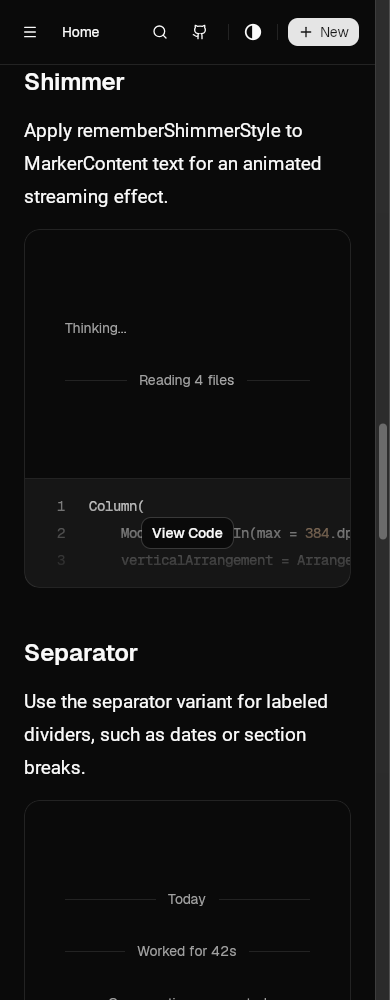 Home
New
Shimmer
Apply rememberShimmerStyle to
MarkerContent text for an animated
streaming effect.
Thinking...
Reading 4 files
1 Column(
2 Mod View Code In(max = 384.dp
3 verticalArrangement = Arrange
Separator
Use the separator variant for labeled
dividers, such as dates or section
breaks.
Today
Worked for 42s